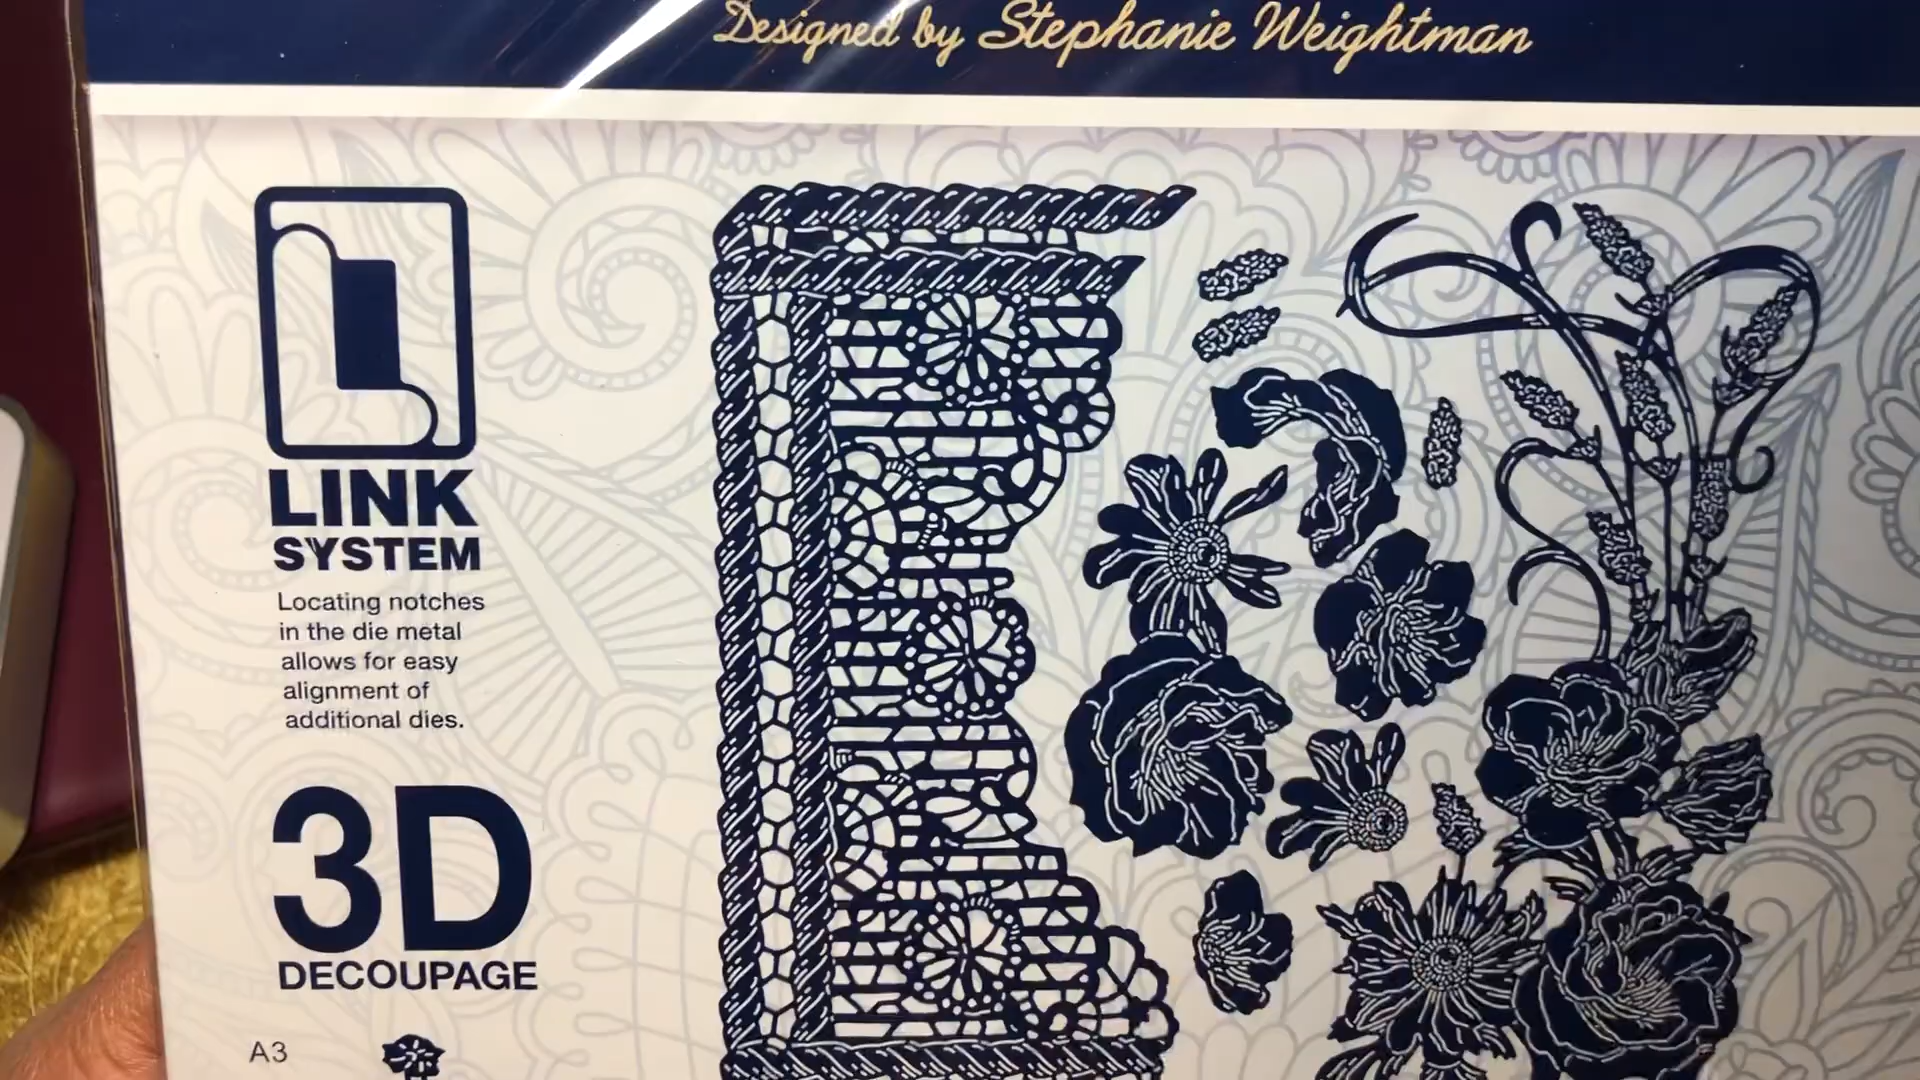 Designed by Stephanie Weightman
LINK
SYSTEM
Locating notches
in the die metal
allows for easy
alignment of
additional dies.
3D
DECOUPAGE
A3